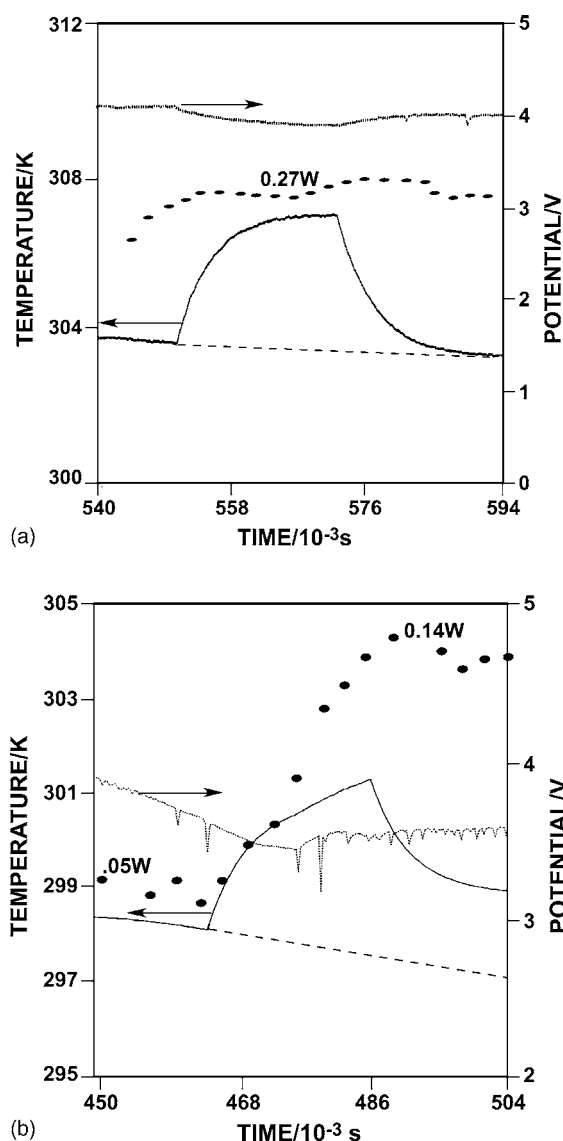 312
308
304
300
TEMPERATURE/K
5
4
3
2
1
0
POTENTIAL/V
0.27W
540
558
576
594
TIME/10⁻³s
(a)
305
303
301
299
297
295
TEMPERATURE/K
5
4
3
2
POTENTIAL/V
0.14W
.05W
450
468
486
504
TIME/10⁻³ s
(b)